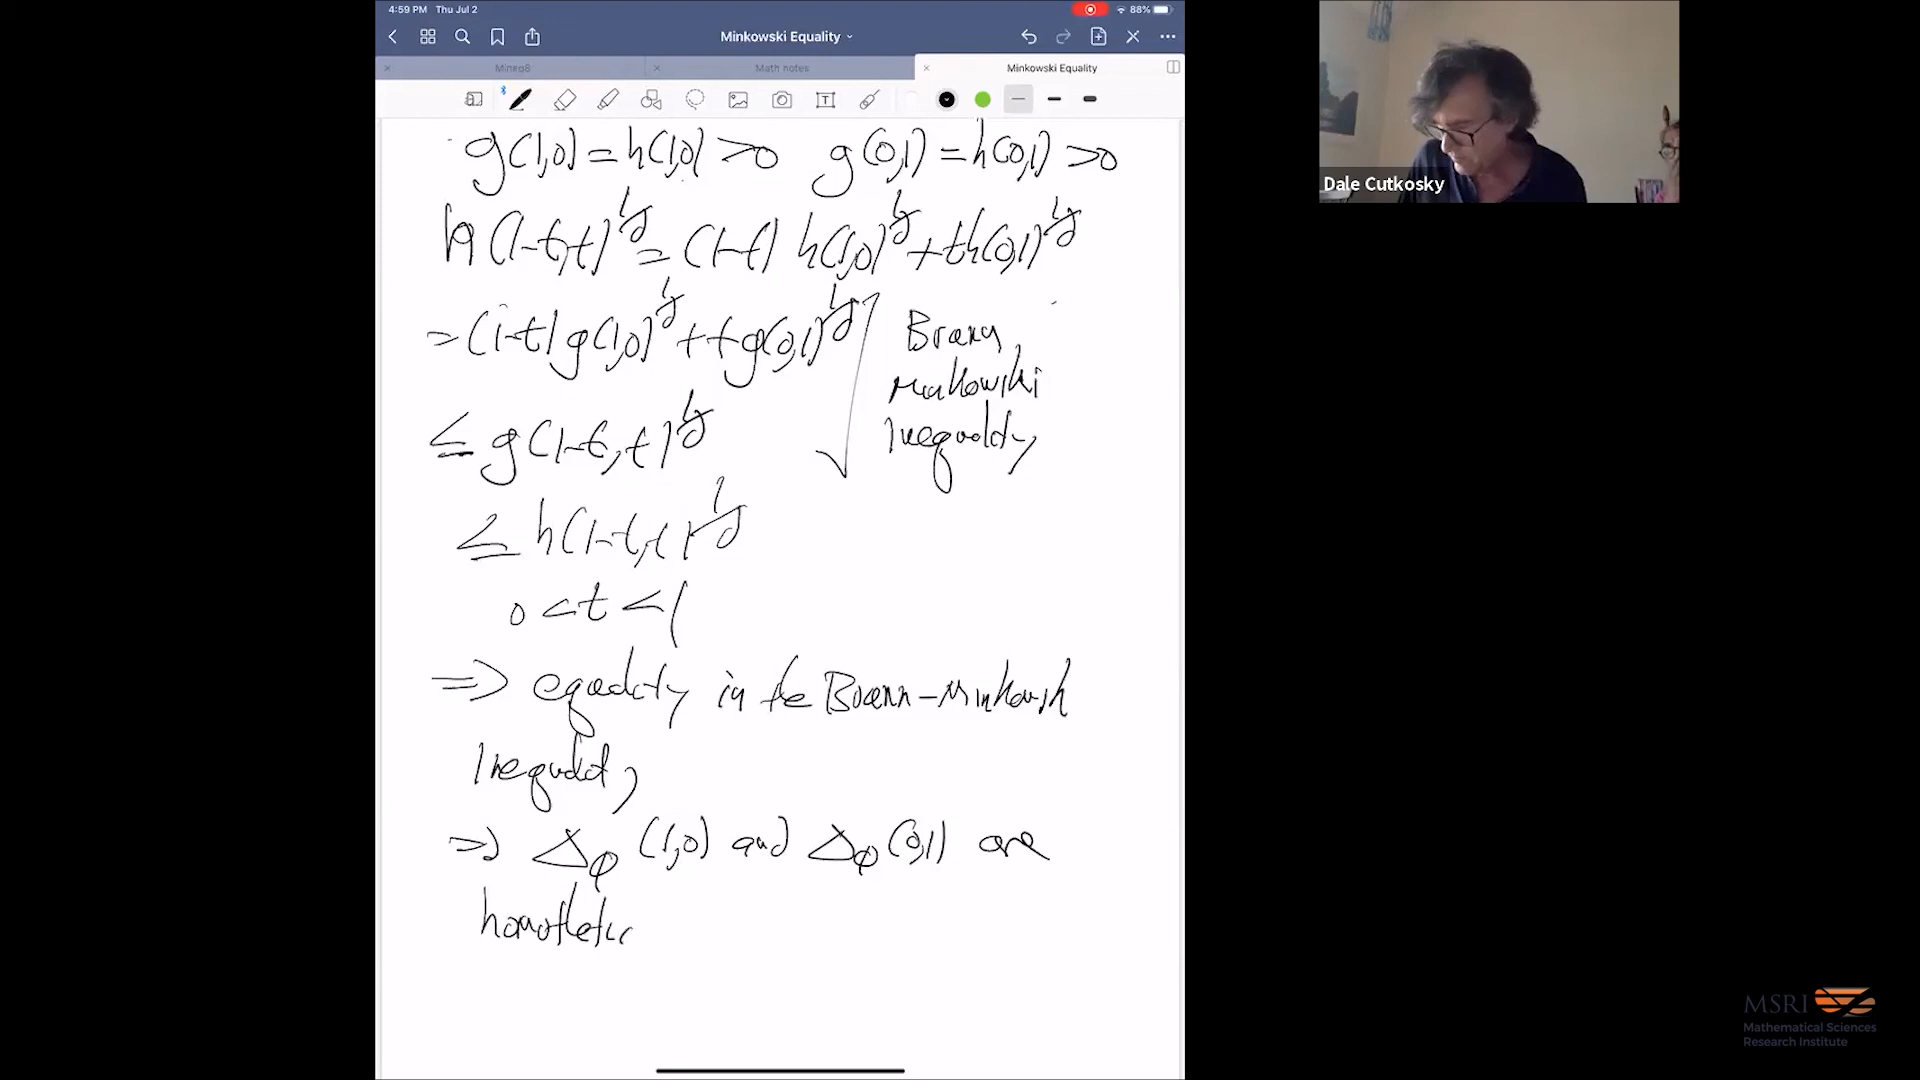 4:59 PM Thu Jul 2
88%
Minkowski Equality
Mineo8
Math notes
Minkowski Equality
g(1,0) = h(1,0) > 0 g(0,1) = h(0,1) > 0
h(1-t,t)^{1/d} = (1-t) h(1,0)^{1/d} + t h(0,1)^{1/d}
= (1-t) g(1,0)^{1/d} + t g(0,1)^{1/d}
Brunn
Minkowski
Inequality
≤ g(1-t,t)^{1/d}
≤ h(1-t,t)^{1/d}
0 < t < 1
=> equality in the Brunn-Minkowski
Inequality
=> Δ_φ(1,0) and Δ_φ(0,1) are
homothetic
Dale Cutkosky
MSRI
Mathematical Sciences
Research Institute